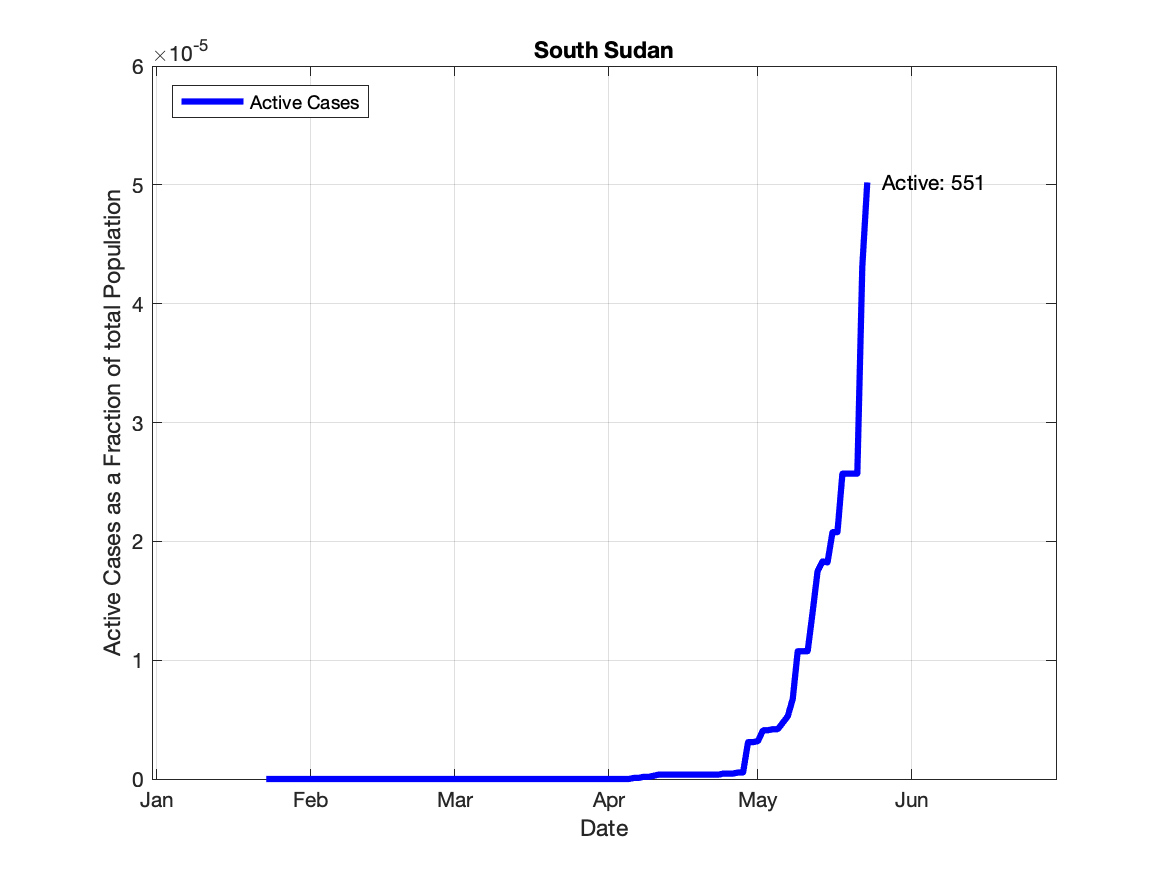 South Sudan
×10-5
Active Cases
6
5
4
3
2
1
0
Active: 551
Active Cases as a Fraction of total Population
Jan Feb Mar Apr May Jun
Date